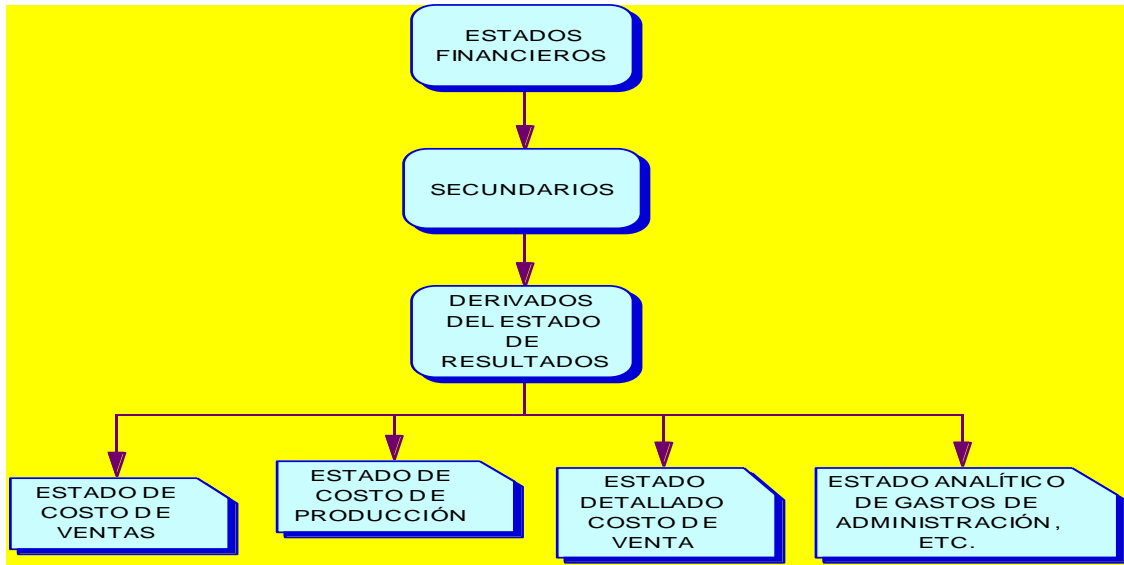 ESTADOS
FINANCIEROS
SECUNDARIOS
DERIVADOS
DEL ESTADO
DE
RESULTADOS
ESTADO DE
COSTO DE
VENTAS
ESTADO DE
COSTO DE
PRODUCCIÓN
ESTADO
DETALLADO
COSTO DE
VENTA
ESTADO ANALÍTICO
DE GASTOS DE
ADMINISTRACIÓN,
ETC.